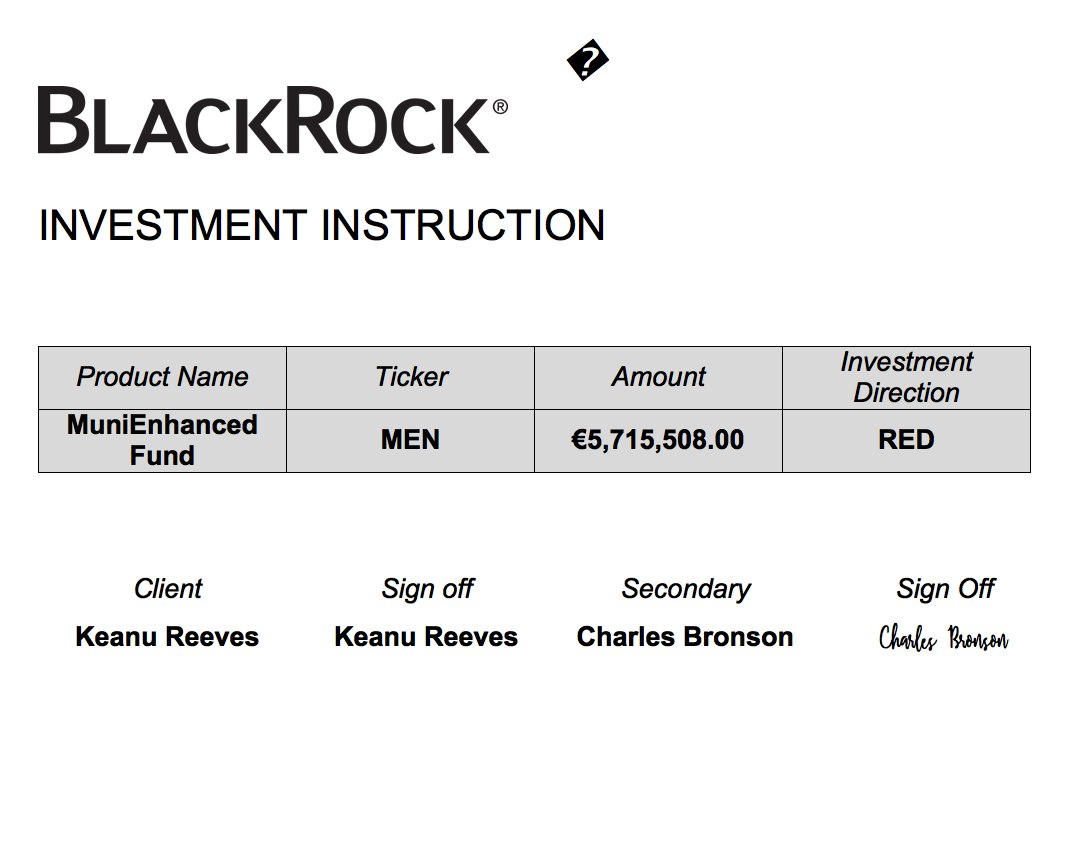 �
BLACKROCK®
INVESTMENT INSTRUCTION
Product Name Ticker Amount Investment Direction
MuniEnhanced Fund MEN €5,715,508.00 RED
Client Sign off Secondary Sign Off
Keanu Reeves Keanu Reeves Charles Bronson Charles Bronson